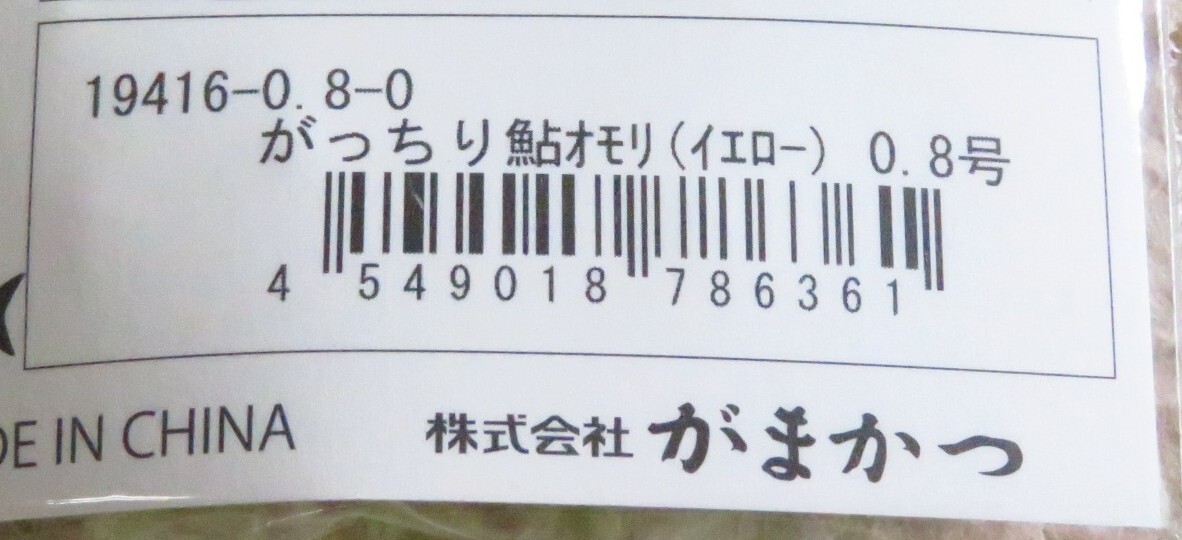 19416-0.8-0
がっちり鮎オモリ(イエロー) 0.8号
4 549018 786361
DE IN CHINA
株式会社 がまかつ